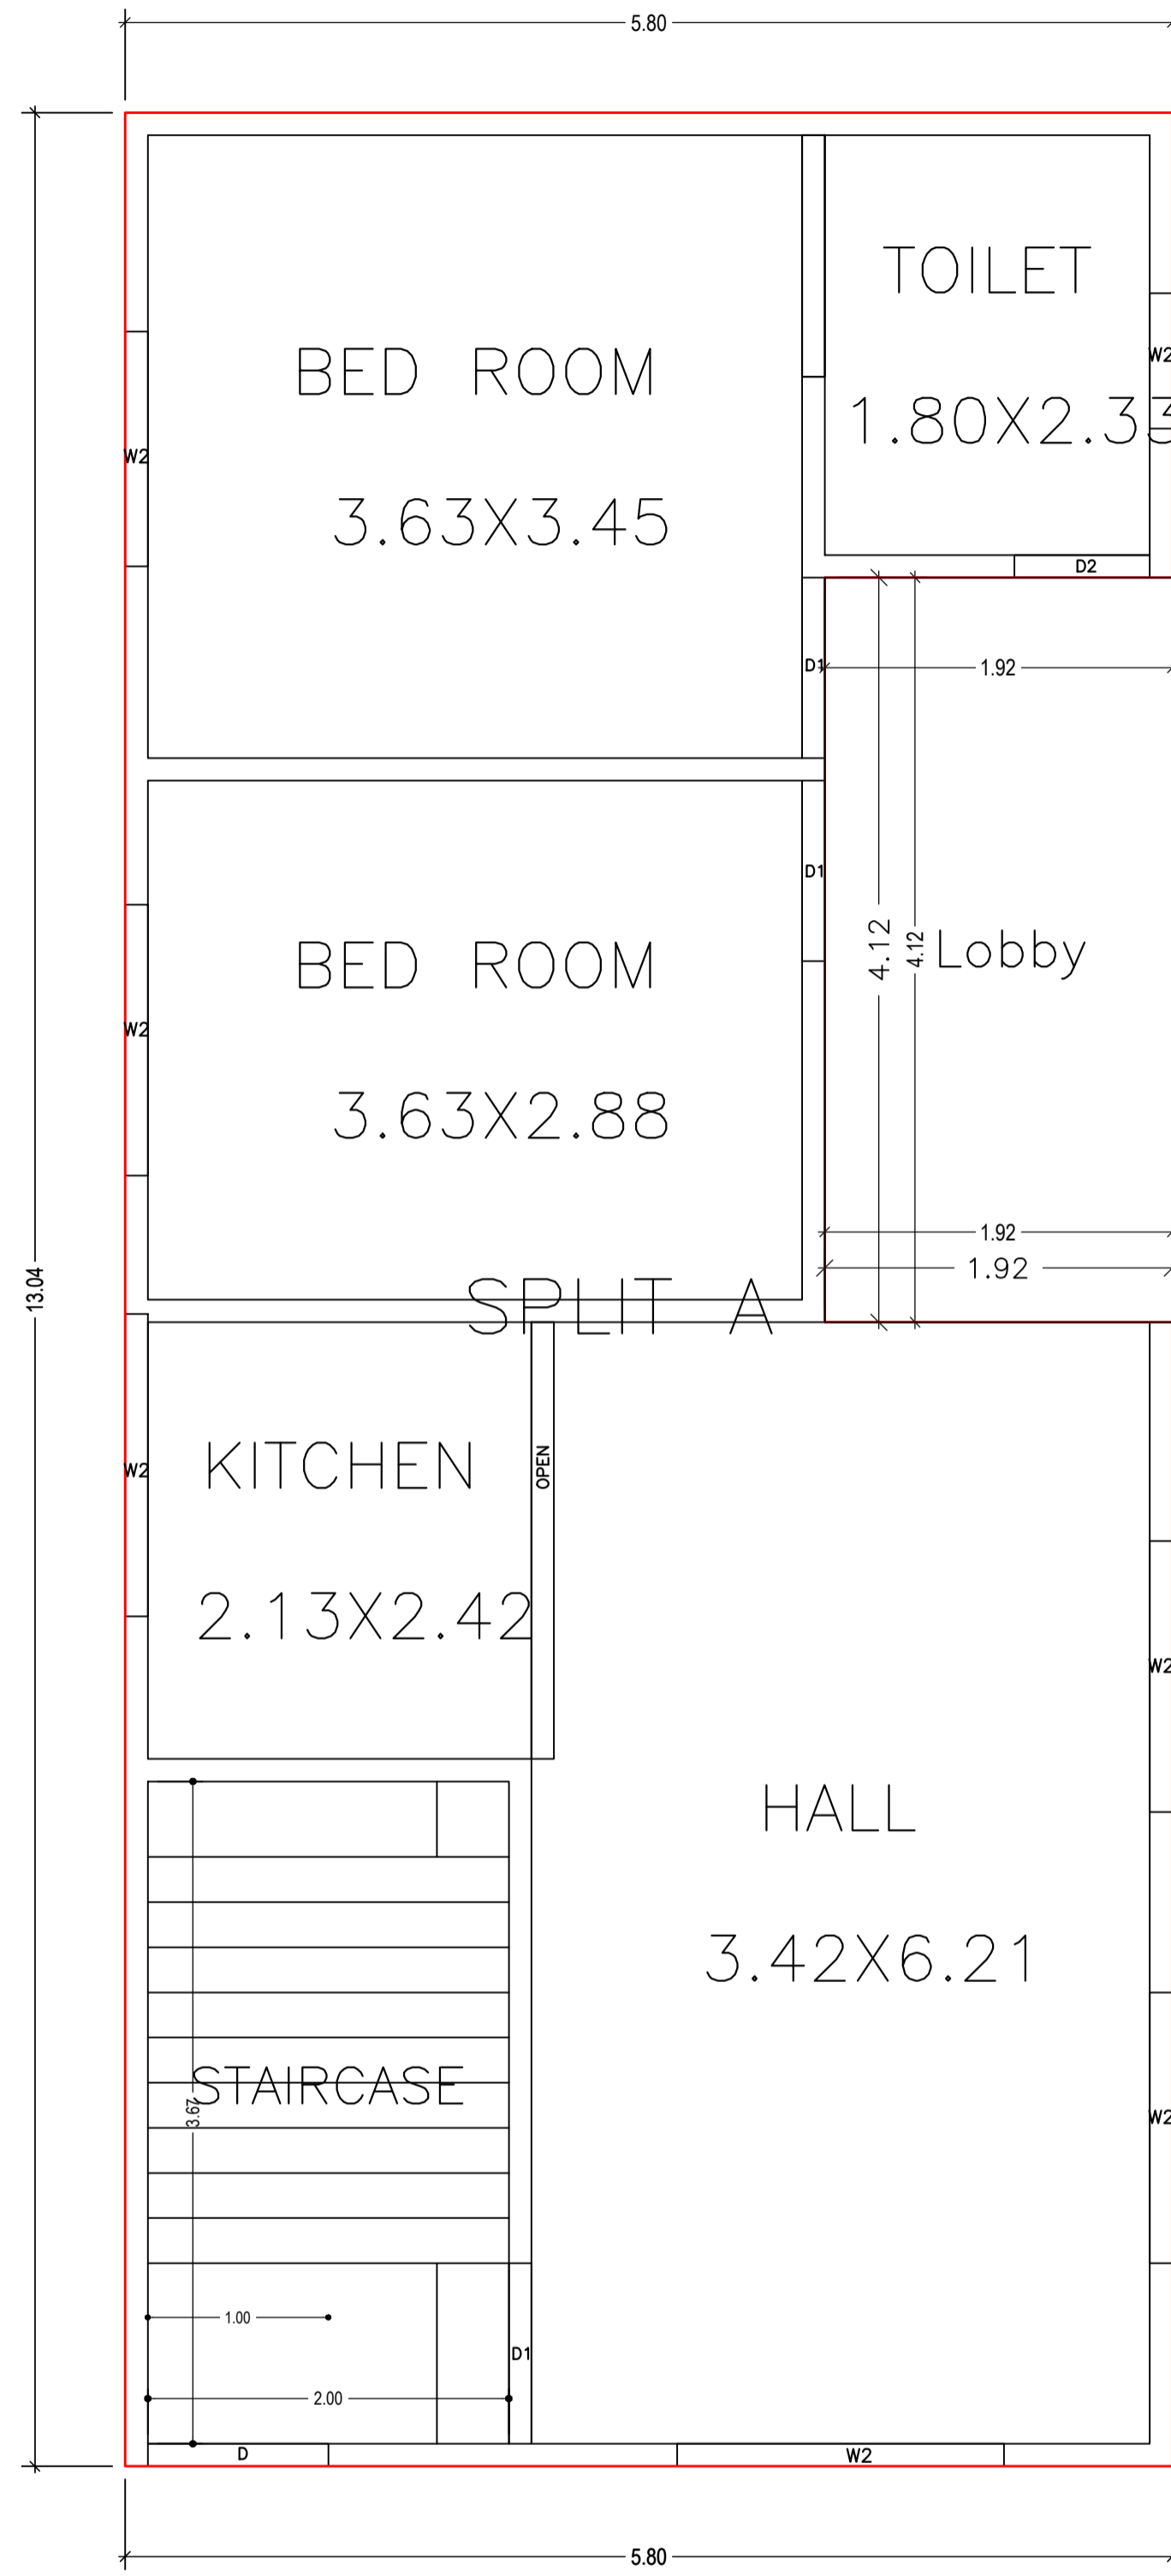 5.80
TOILET
BED ROOM
W2
1.80X2.33
W2
3.63X3.45
D2
D1
1.92
D1
BED ROOM
4.12
4.12
Lobby
W2
3.63X2.88
1.92
1.92
13.04
SPLIT A
KITCHEN
OPEN
W2
2.13X2.42
W2
HALL
3.42X6.21
STAIRCASE
3.67
W2
1.00
D1
2.00
D
W2
5.80